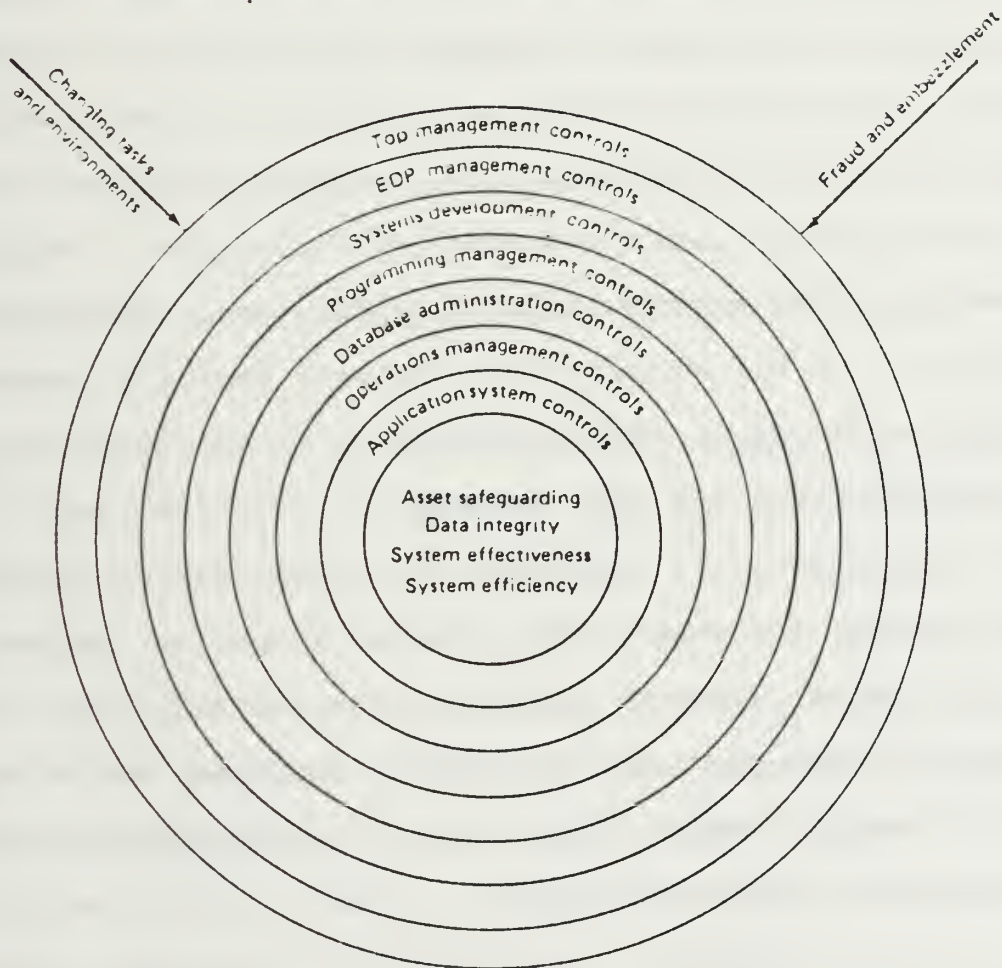 Changing tasks
and environments
Fraud and embezzlement
Top management controls
EDP management controls
Systems development controls
Programming management controls
Database administration controls
Operations management controls
Application system controls
Asset safeguarding
Data integrity
System effectiveness
System efficiency